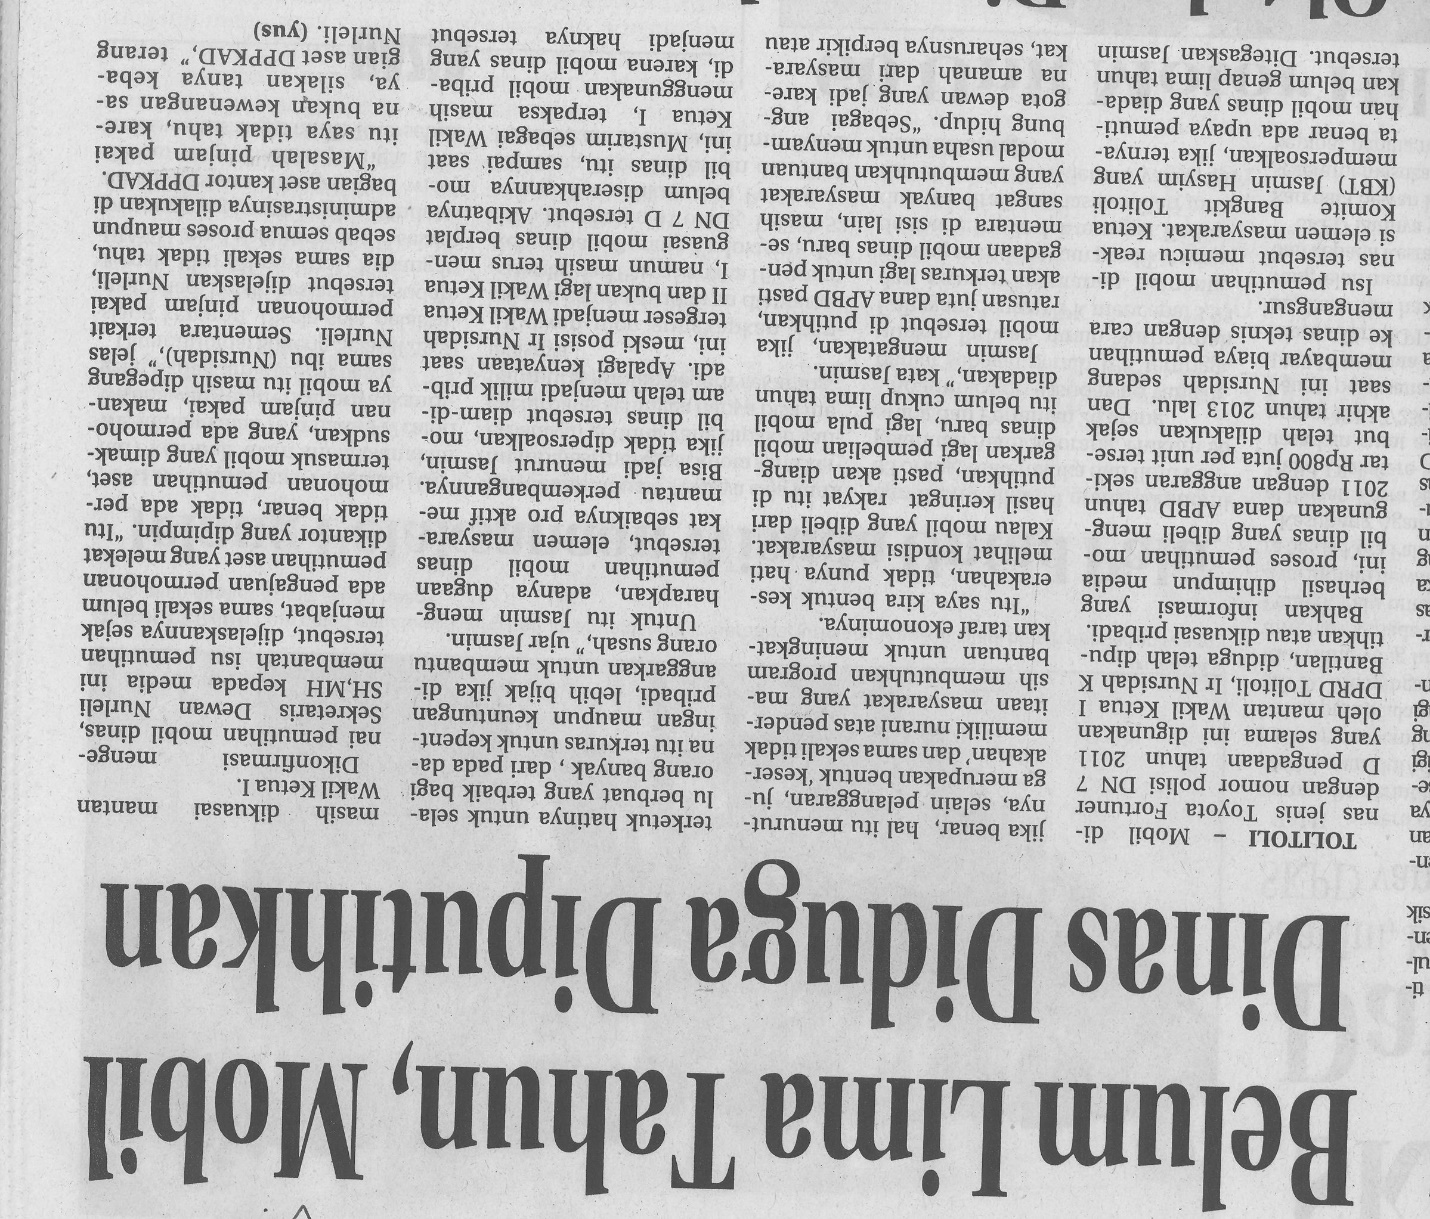 Belum Lima Tahun, Mobil
Dinas Diduga Diputihkan
TOLITOLI – Mobil di-
nas jenis Toyota Fortuner
dengan nomor polisi DN 7
D pengadaan tahun 2011
yang selama ini digunakan
oleh mantan Wakil Ketua I
DPRD Tolitoli, Ir Nursidah K
Bantilan, diduga telah dipu-
tihkan atau dikuasai pribadi.
Bahkan informasi yang
berhasil dihimpun media
ini, proses pemutihan mo-
bil dinas yang dibeli meng-
gunakan dana APBD tahun
2011 dengan anggaran seki-
tar Rp800 juta per unit terse-
but telah dilakukan sejak
akhir tahun 2013 lalu. Dan
saat ini Nursidah sedang
membayar biaya pemutihan
ke dinas teknis dengan cara
mengangsur.
Isu pemutihan mobil di-
nas tersebut memicu reak-
si elemen masyarakat. Ketua
Komite Bangkit Tolitoli
(KBT) Jasmin Hasyim yang
mempersoalkan, jika ternya-
ta benar ada upaya pemuti-
han mobil dinas yang diada-
kan belum genap lima tahun
tersebut. Ditegaskan Jasmin
jika benar, hal itu menurut-
nya, selain pelanggaran, ju-
ga merupakan bentuk ‘keser-
akahan’ dan sama sekali tidak
memiliki nurani atas pender-
itaan masyarakat yang ma-
sih membutuhkan program
bantuan untuk meningkat-
kan taraf ekonominya.
“Itu saya kira bentuk kes-
erakahan, tidak punya hati
melihat kondisi masyarakat.
Kalau mobil yang dibeli dari
hasil keringat rakyat itu di
putihkan, pasti akan diang-
garkan lagi pembelian mobil
dinas baru, lagi pula mobil
itu belum cukup lima tahun
diadakan,” kata Jasmin.
Jasmin mengatakan, jika
mobil tersebut di putihkan,
ratusan juta dana APBD pasti
akan terkuras lagi untuk pen-
gadaan mobil dinas baru, se-
mentara di sisi lain, masih
sangat banyak masyarakat
yang membutuhkan bantuan
modal usaha untuk menyam-
bung hidup. “Sebagai ang-
gota dewan yang jadi kare-
na amanah dari masyara-
kat, seharusnya berpikir atau
terketuk hatinya untuk sela-
lu berbuat yang terbaik bagi
orang banyak , dari pada da-
na itu terkuras untuk kepent-
ingan maupun keuntungan
pribadi, lebih bijak jika di-
anggarkan untuk membantu
orang susah,” ujar Jasmin.
Untuk itu Jasmin meng-
harapkan, adanya dugaan
pemutihan mobil dinas
tersebut, elemen masyara-
kat sebaiknya pro aktif me-
mantau perkembangannya.
Bisa jadi menurut Jasmin,
jika tidak dipersoalkan, mo-
bil dinas tersebut diam-di-
am telah menjadi milik prib-
adi. Apalagi kenyataan saat
ini, meski posisi Ir Nursidah
tergeser menjadi Wakil Ketua
II dan bukan lagi Wakil Ketua
I, namun masih terus men-
guasai mobil dinas berplat
DN 7 D tersebut. Akibatnya
belum diserahkannya mo-
bil dinas itu, sampai saat
ini, Mustarim sebagai Wakil
Ketua I, terpaksa masih
menggunakan mobil priba-
di, karena mobil dinas yang
menjadi haknya tersebut
masih dikuasai mantan
Wakil Ketua I.
Dikonfirmasi menge-
nai pemutihan mobil dinas,
Sekretaris Dewan Nurleli
SH,MH kepada media ini
membantah isu pemutihan
tersebut, dijelaskannya sejak
menjabat, sama sekali belum
ada pengajuan permohonan
pemutihan aset yang melekat
dikantor yang dipimpin. “Itu
tidak benar, tidak ada per-
mohonan pemutihan aset,
termasuk mobil yang dimak-
sudkan, yang ada permoho-
nan pinjam pakai, makan-
ya mobil itu masih dipegang
sama ibu (Nursidah),” jelas
Nurleli. Sementara terkait
permohonan pinjam pakai
tersebut dijelaskan Nurleli,
dia sama sekali tidak tahu,
sebab semua proses maupun
administrasinya dilakukan di
bagian aset kantor DPPKAD.
“Masalah pinjam pakai
itu saya tidak tahu, kare-
na bukan kewenangan sa-
ya, silakan tanya keba-
gian aset DPPKAD,” terang
Nurleli. (yus)